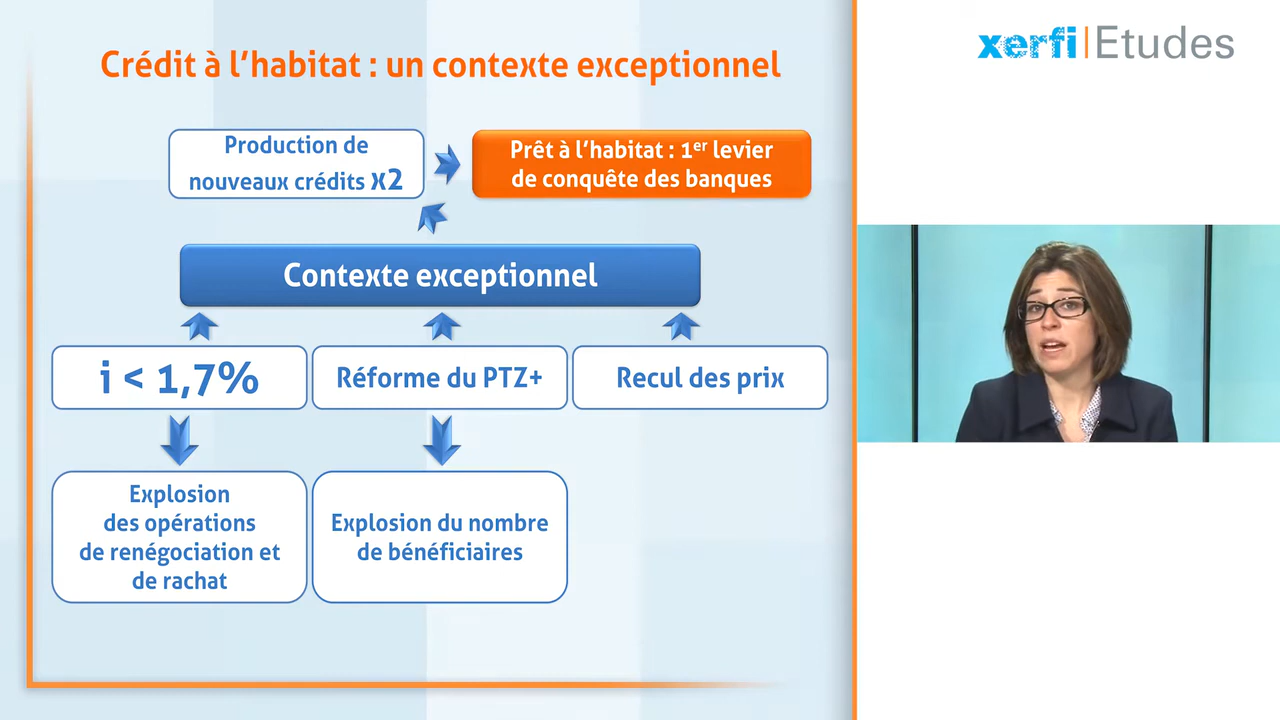 Crédit à l’habitat : un contexte exceptionnel
xerfi Etudes
Production de
nouveaux crédits x2
Prêt à l’habitat : 1er levier
de conquête des banques
Contexte exceptionnel
i < 1,7%
Réforme du PTZ+
Recul des prix
Explosion
des opérations
de renégociation et
de rachat
Explosion du nombre
de bénéficiaires